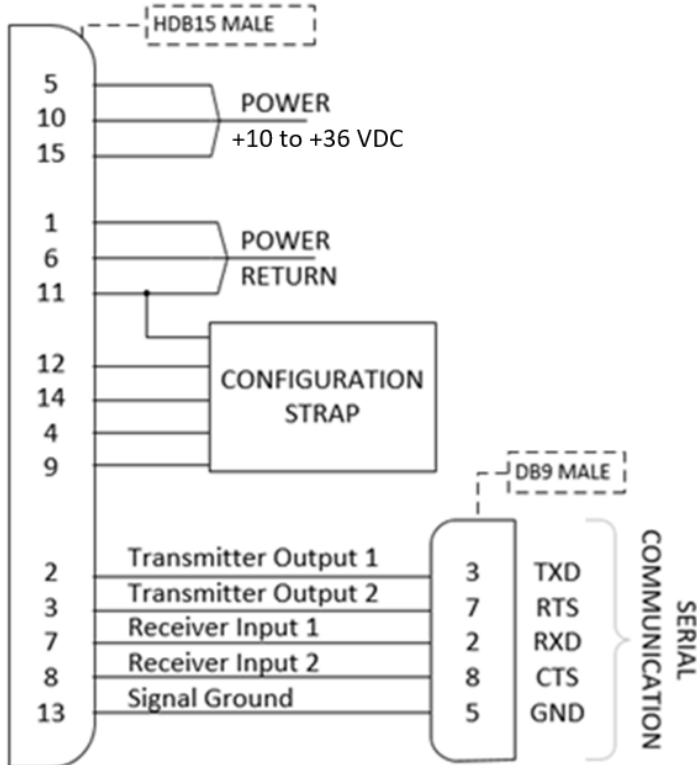 HDB15 MALE
5
POWER
10
+10 to +36 VDC
15
1
POWER
6
RETURN
11
12
CONFIGURATION
14
STRAP
4
9
DB9 MALE
Transmitter Output 1
2 3 TXD
Transmitter Output 2
3 7 RTS
Receiver Input 1
7 2 RXD
Receiver Input 2
8 8 CTS
Signal Ground
13 5 GND
SERIAL
COMMUNICATION